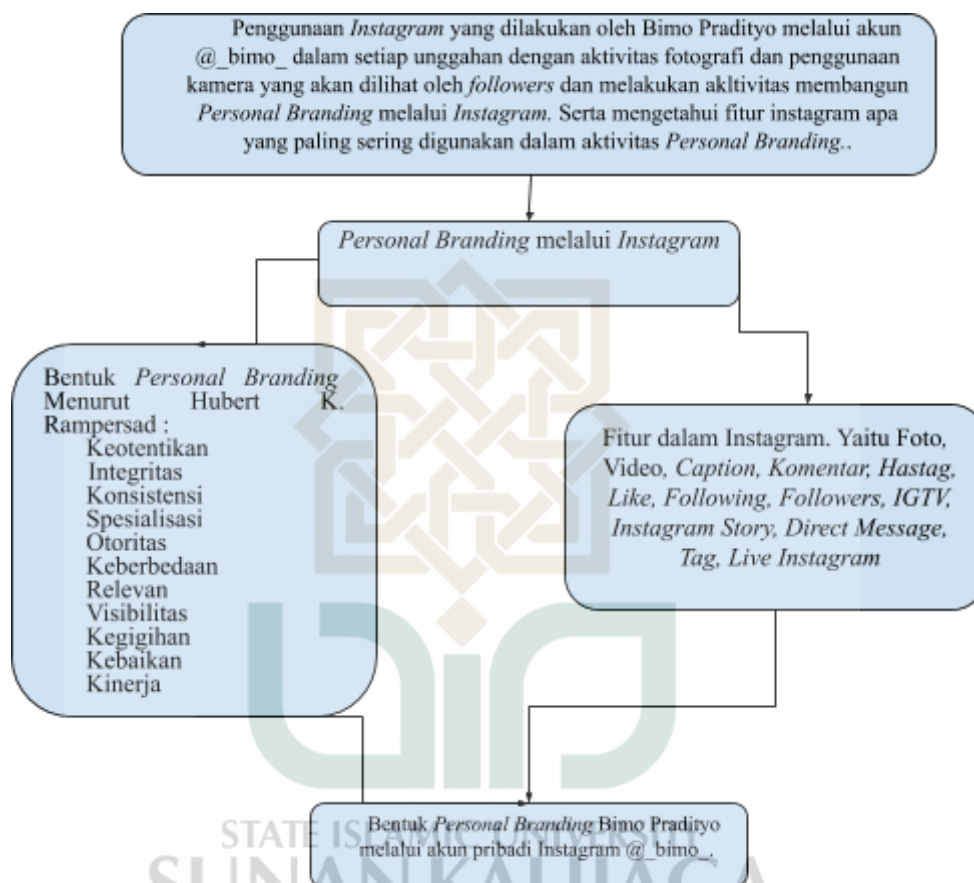 Penggunaan Instagram yang dilakukan oleh Bimo Pradityo melalui akun
@_bimo_ dalam setiap unggahan dengan aktivitas fotografi dan penggunaan
kamera yang akan dilihat oleh followers dan melakukan akltivitas membangun
Personal Branding melalui Instagram. Serta mengetahui fitur instagram apa
yang paling sering digunakan dalam aktivitas Personal Branding..
Personal Branding melalui Instagram
Bentuk Personal Branding
Menurut Hubert K.
Rampersad :
Keotentikan
Integritas
Konsistensi
Spesialisasi
Otoritas
Keberbedaan
Relevan
Visibilitas
Kegigihan
Kebaikan
Kinerja
Fitur dalam Instagram. Yaitu Foto,
Video, Caption, Komentar, Hastag,
Like, Following, Followers, IGTV,
Instagram Story, Direct Message,
Tag, Live Instagram
Bentuk Personal Branding Bimo Pradityo
melalui akun pribadi Instagram @_bimo_.
STATE ISLAMIC UNIVERSITY
SUNAN KALIJAGA